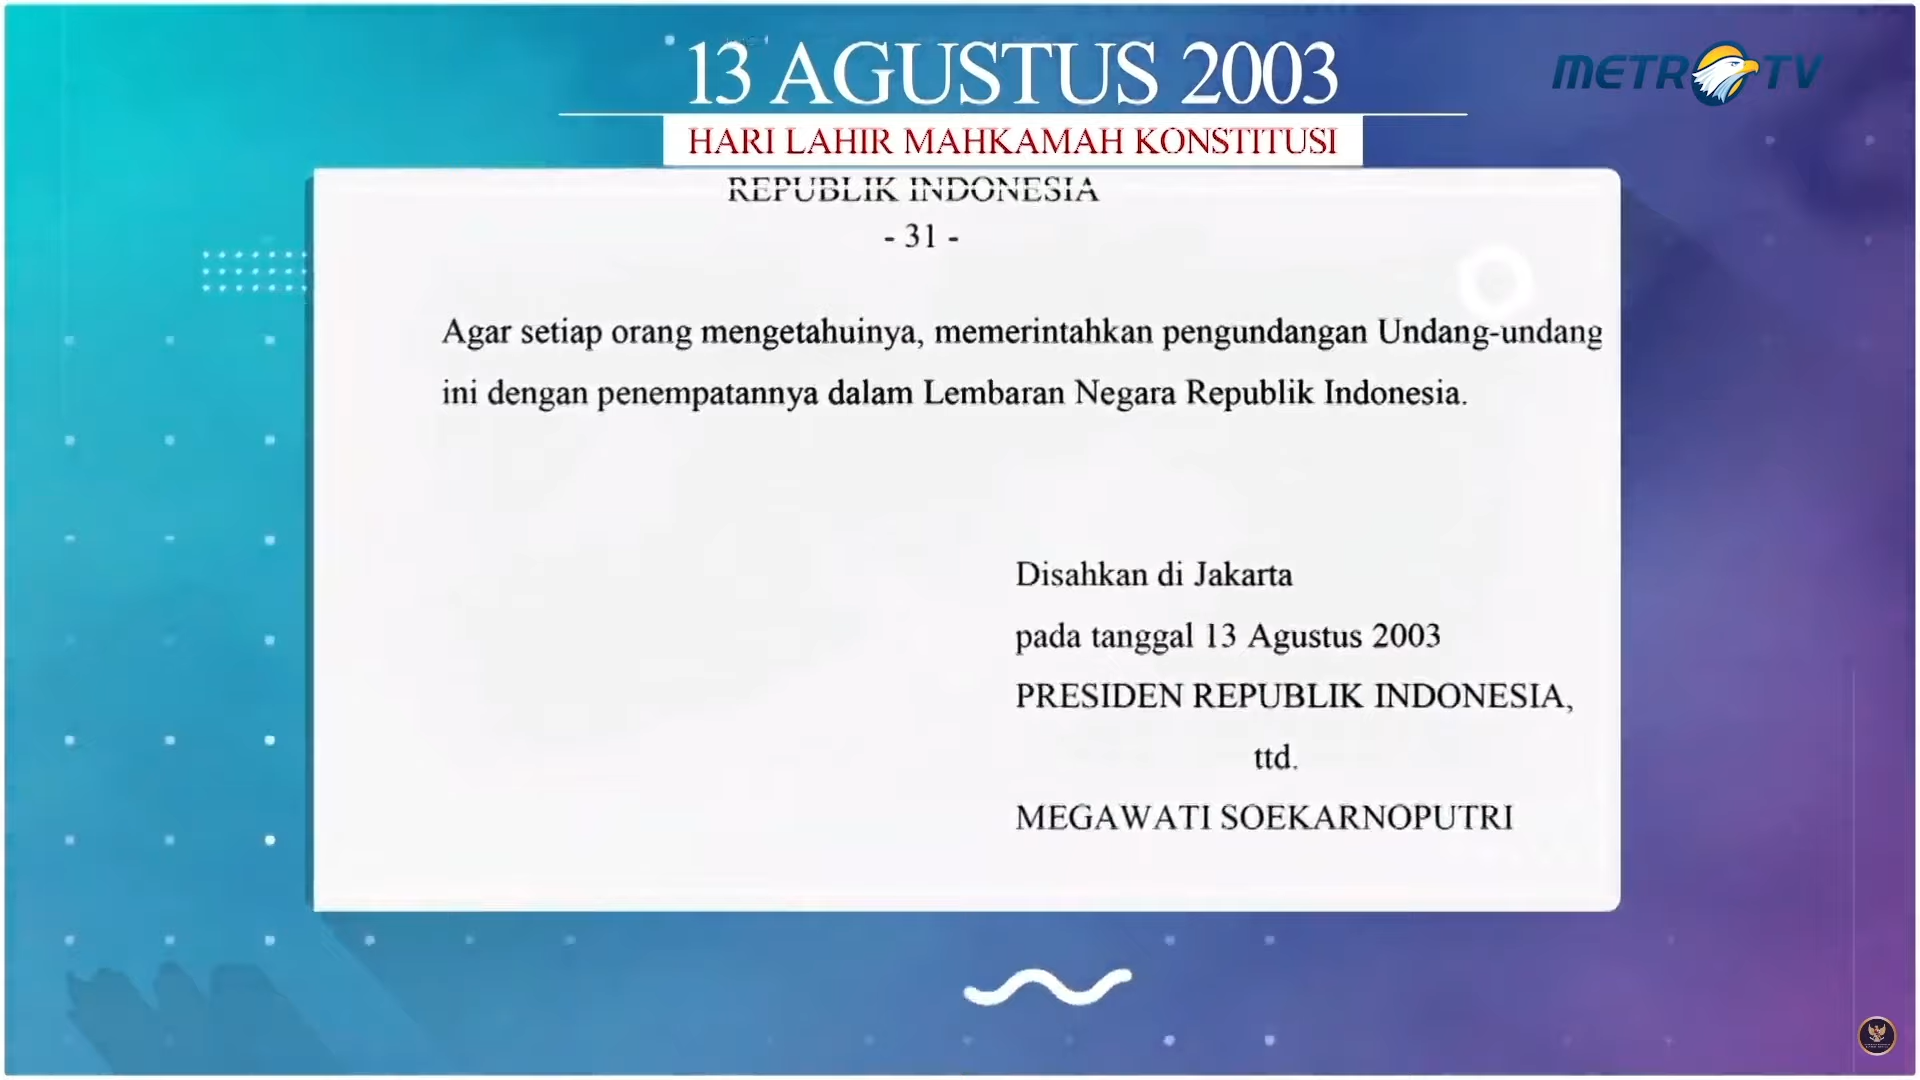 13 AGUSTUS 2003
METRO TV
HARI LAHIR MAHKAMAH KONSTITUSI
REPUBLIK INDONESIA
- 31 -
Agar setiap orang mengetahuinya, memerintahkan pengundangan Undang-undang
ini dengan penempatannya dalam Lembaran Negara Republik Indonesia.
Disahkan di Jakarta
pada tanggal 13 Agustus 2003
PRESIDEN REPUBLIK INDONESIA,
ttd.
MEGAWATI SOEKARNOPUTRI